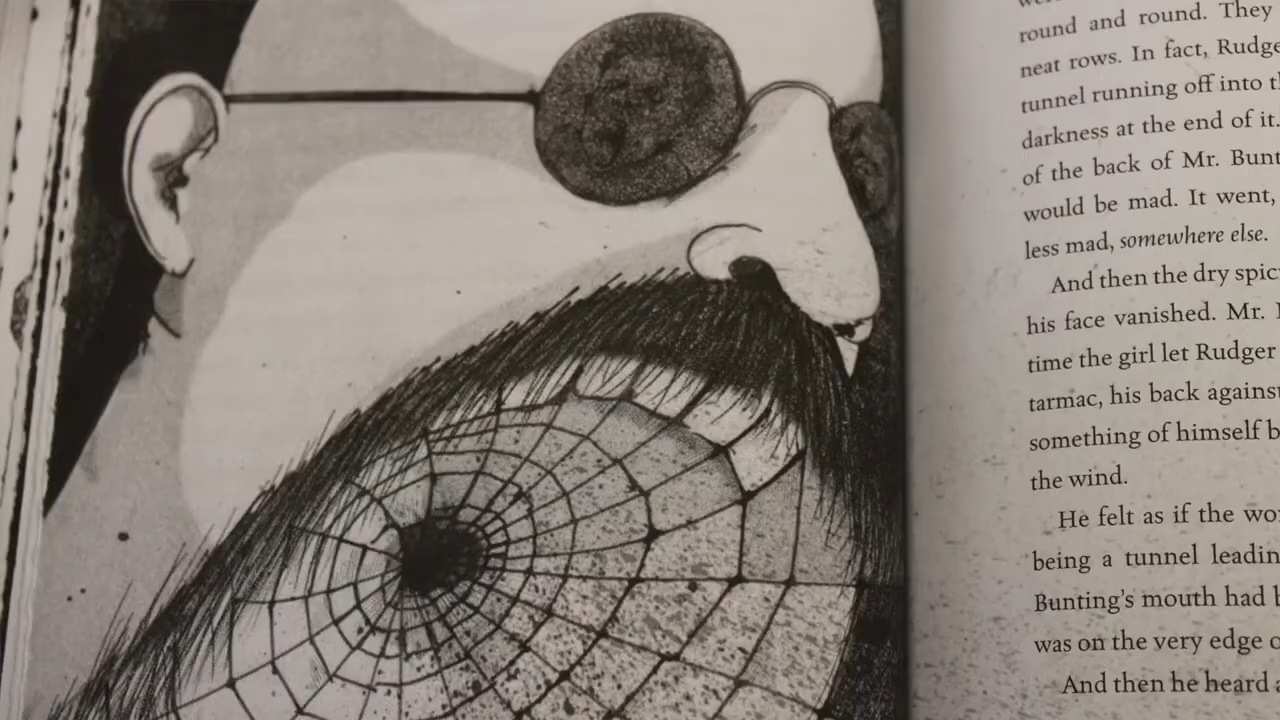 round and round. They
neat rows. In fact, Rudge
tunnel running off into t
darkness at the end of it.
of the back of Mr. Bunt
would be mad. It went,
less mad, somewhere else.
And then the dry spic
his face vanished. Mr.
time the girl let Rudger
tarmac, his back against
something of himself b
the wind.
He felt as if the wo
being a tunnel leadin
Bunting's mouth had b
was on the very edge o
And then he heard a